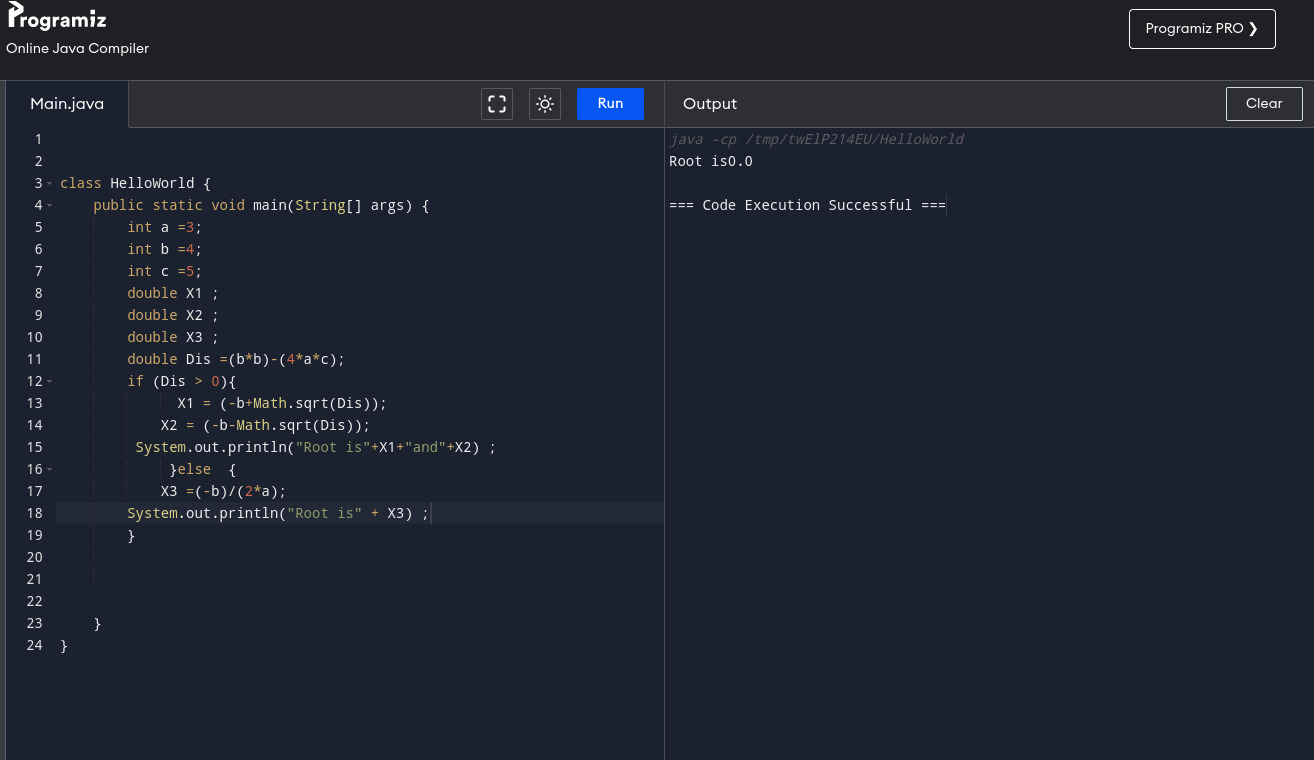 Programiz
Online Java Compiler
Programiz PRO ❯
Main.java
Run
Output
Clear
1
2
3 class HelloWorld {
4     public static void main(String[] args) {
5         int a =3;
6         int b =4;
7         int c =5;
8         double X1 ;
9         double X2 ;
10         double X3 ;
11         double Dis =(b*b)-(4*a*c);
12         if (Dis > 0){
13               X1 = (-b+Math.sqrt(Dis));
14             X2 = (-b-Math.sqrt(Dis));
15          System.out.println("Root is"+X1+"and"+X2) ;
16              }else  {
17             X3 =(-b)/(2*a);
18         System.out.println("Root is" + X3) ;
19         }
20
21
22
23     }
24 }
java -cp /tmp/twElP214EU/HelloWorld
Root is0.0
=== Code Execution Successful ===